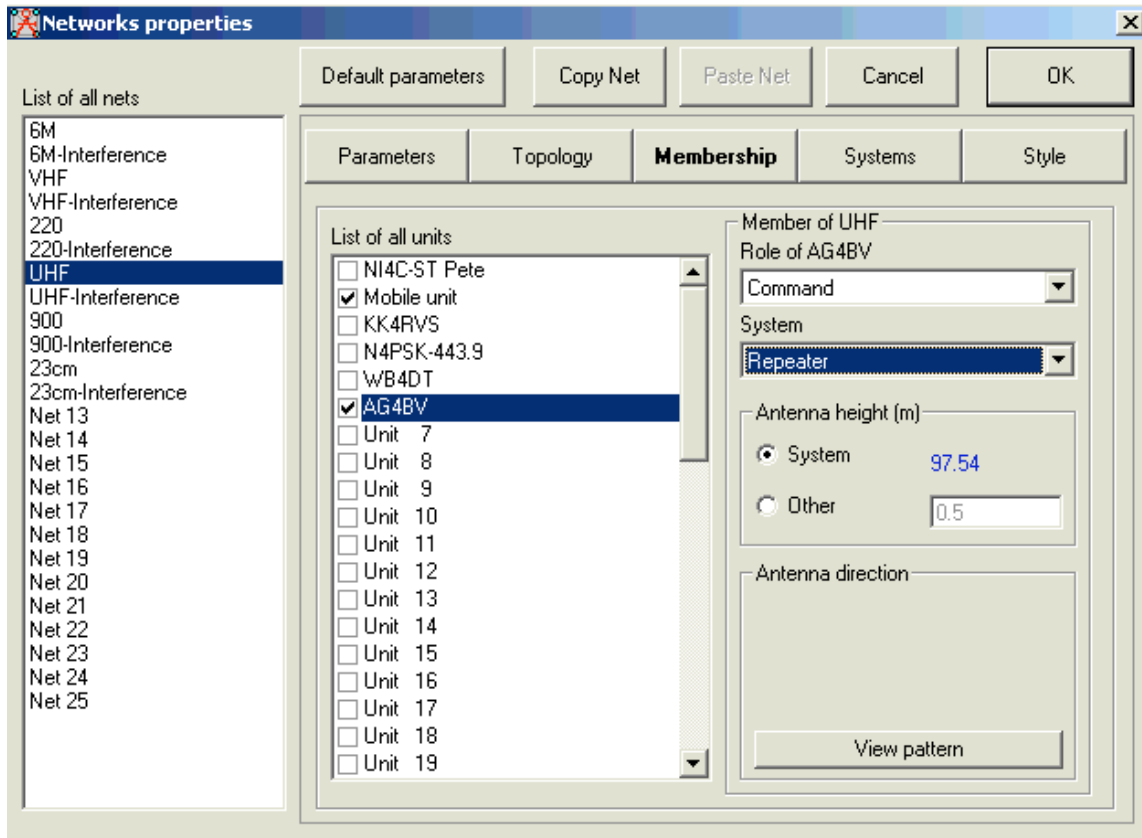 Networks properties
Default parameters Copy Net Paste Net Cancel OK
List of all nets
6M
6M-Interference
VHF
VHF-Interference
220
220-Interference
UHF
UHF-Interference
900
900-Interference
23cm
23cm-Interference
Net 13
Net 14
Net 15
Net 16
Net 17
Net 18
Net 19
Net 20
Net 21
Net 22
Net 23
Net 24
Net 25
Parameters Topology Membership Systems Style
List of all units
NI4C-ST Pete
Mobile unit
KK4RVS
N4PSK-443.9
WB4DT
AG4BV
Unit 7
Unit 8
Unit 9
Unit 10
Unit 11
Unit 12
Unit 13
Unit 14
Unit 15
Unit 16
Unit 17
Unit 18
Unit 19
Member of UHF
Role of AG4BV
Command
System
Repeater
Antenna height (m)
System 97.54
Other 0.5
Antenna direction
View pattern